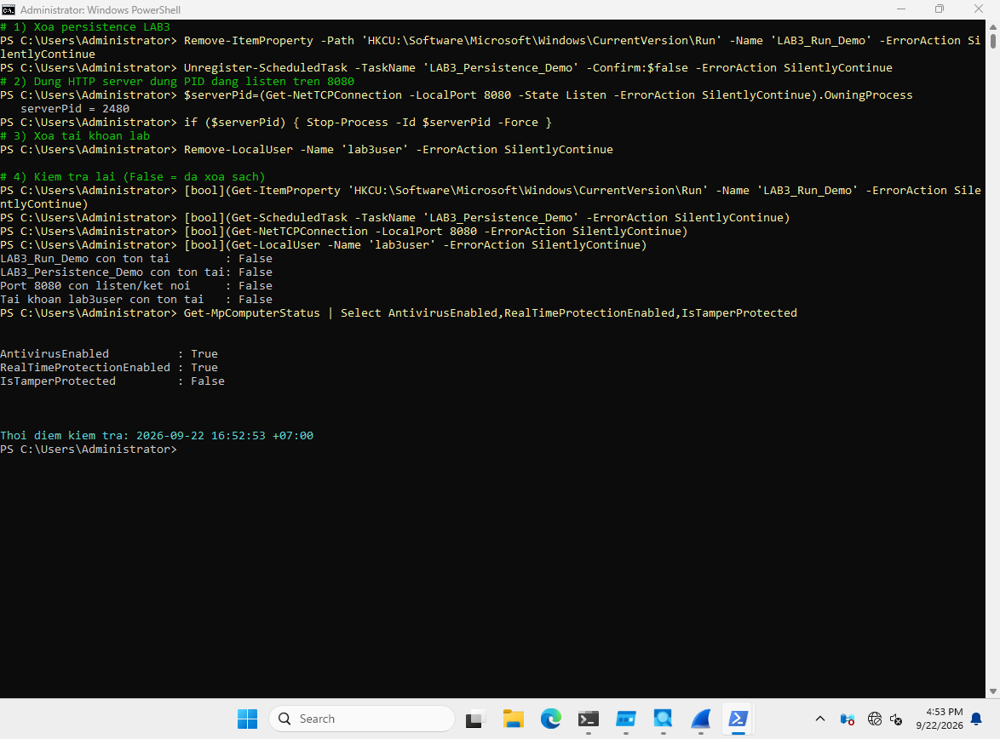 Administrator: Windows PowerShell
# 1) Xoa persistence LAB3
PS C:\Users\Administrator> Remove-ItemProperty -Path 'HKCU:\Software\Microsoft\Windows\CurrentVersion\Run' -Name 'LAB3_Run_Demo' -ErrorAction Si
lentlyContinue
PS C:\Users\Administrator> Unregister-ScheduledTask -TaskName 'LAB3_Persistence_Demo' -Confirm:$false -ErrorAction SilentlyContinue
# 2) Dung HTTP server dung PID dang listen tren 8080
PS C:\Users\Administrator> $serverPid=(Get-NetTCPConnection -LocalPort 8080 -State Listen -ErrorAction SilentlyContinue).OwningProcess
   serverPid = 2480
PS C:\Users\Administrator> if ($serverPid) { Stop-Process -Id $serverPid -Force }
# 3) Xoa tai khoan lab
PS C:\Users\Administrator> Remove-LocalUser -Name 'lab3user' -ErrorAction SilentlyContinue
# 4) Kiem tra lai (False = da xoa sach)
PS C:\Users\Administrator> [bool](Get-ItemProperty 'HKCU:\Software\Microsoft\Windows\CurrentVersion\Run' -Name 'LAB3_Run_Demo' -ErrorAction Sile
ntlyContinue)
PS C:\Users\Administrator> [bool](Get-ScheduledTask -TaskName 'LAB3_Persistence_Demo' -ErrorAction SilentlyContinue)
PS C:\Users\Administrator> [bool](Get-NetTCPConnection -LocalPort 8080 -ErrorAction SilentlyContinue)
PS C:\Users\Administrator> [bool](Get-LocalUser -Name 'lab3user' -ErrorAction SilentlyContinue)
LAB3_Run_Demo con ton tai        : False
LAB3_Persistence_Demo con ton tai: False
Port 8080 con listen/ket noi     : False
Tai khoan lab3user con ton tai   : False
PS C:\Users\Administrator> Get-MpComputerStatus | Select AntivirusEnabled,RealTimeProtectionEnabled,IsTamperProtected
AntivirusEnabled          : True
RealTimeProtectionEnabled : True
IsTamperProtected         : False
Thoi diem kiem tra: 2026-09-22 16:52:53 +07:00
PS C:\Users\Administrator>
Search
4:53 PM
9/22/2026